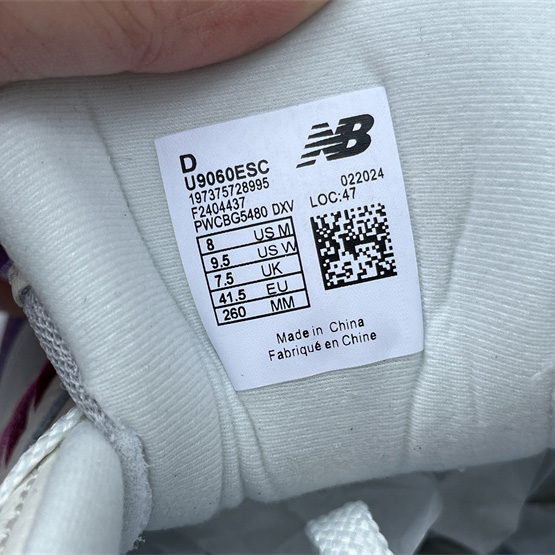 D
NB
U9060ESC
197375728995
022024
F2404437
LOC:47
PWCBG5480 DXV
8 US M
9.5 US W
7.5 UK
41.5 EU
260 MM
Made in China
Fabriqué en Chine